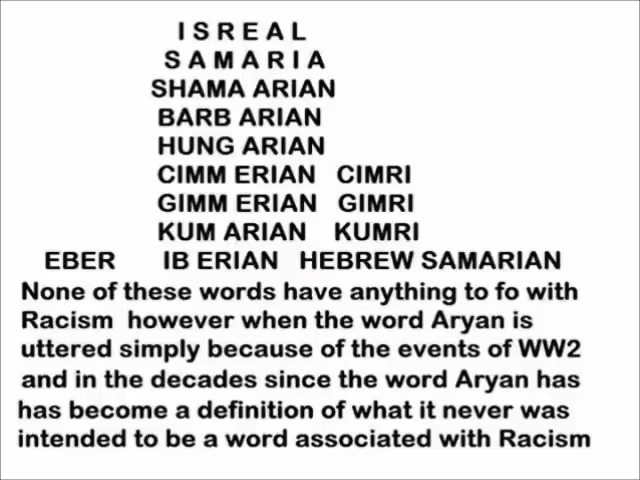 I S R E A L
S A M A R I A
SHAMA ARIAN
BARB ARIAN
HUNG ARIAN
CIMM ERIAN CIMRI
GIMM ERIAN GIMRI
KUM ARIAN KUMRI
EBER IB ERIAN HEBREW SAMARIAN
None of these words have anything to fo with
Racism however when the word Aryan is
uttered simply because of the events of WW2
and in the decades since the word Aryan has
has become a definition of what it never was
intended to be a word associated with Racism